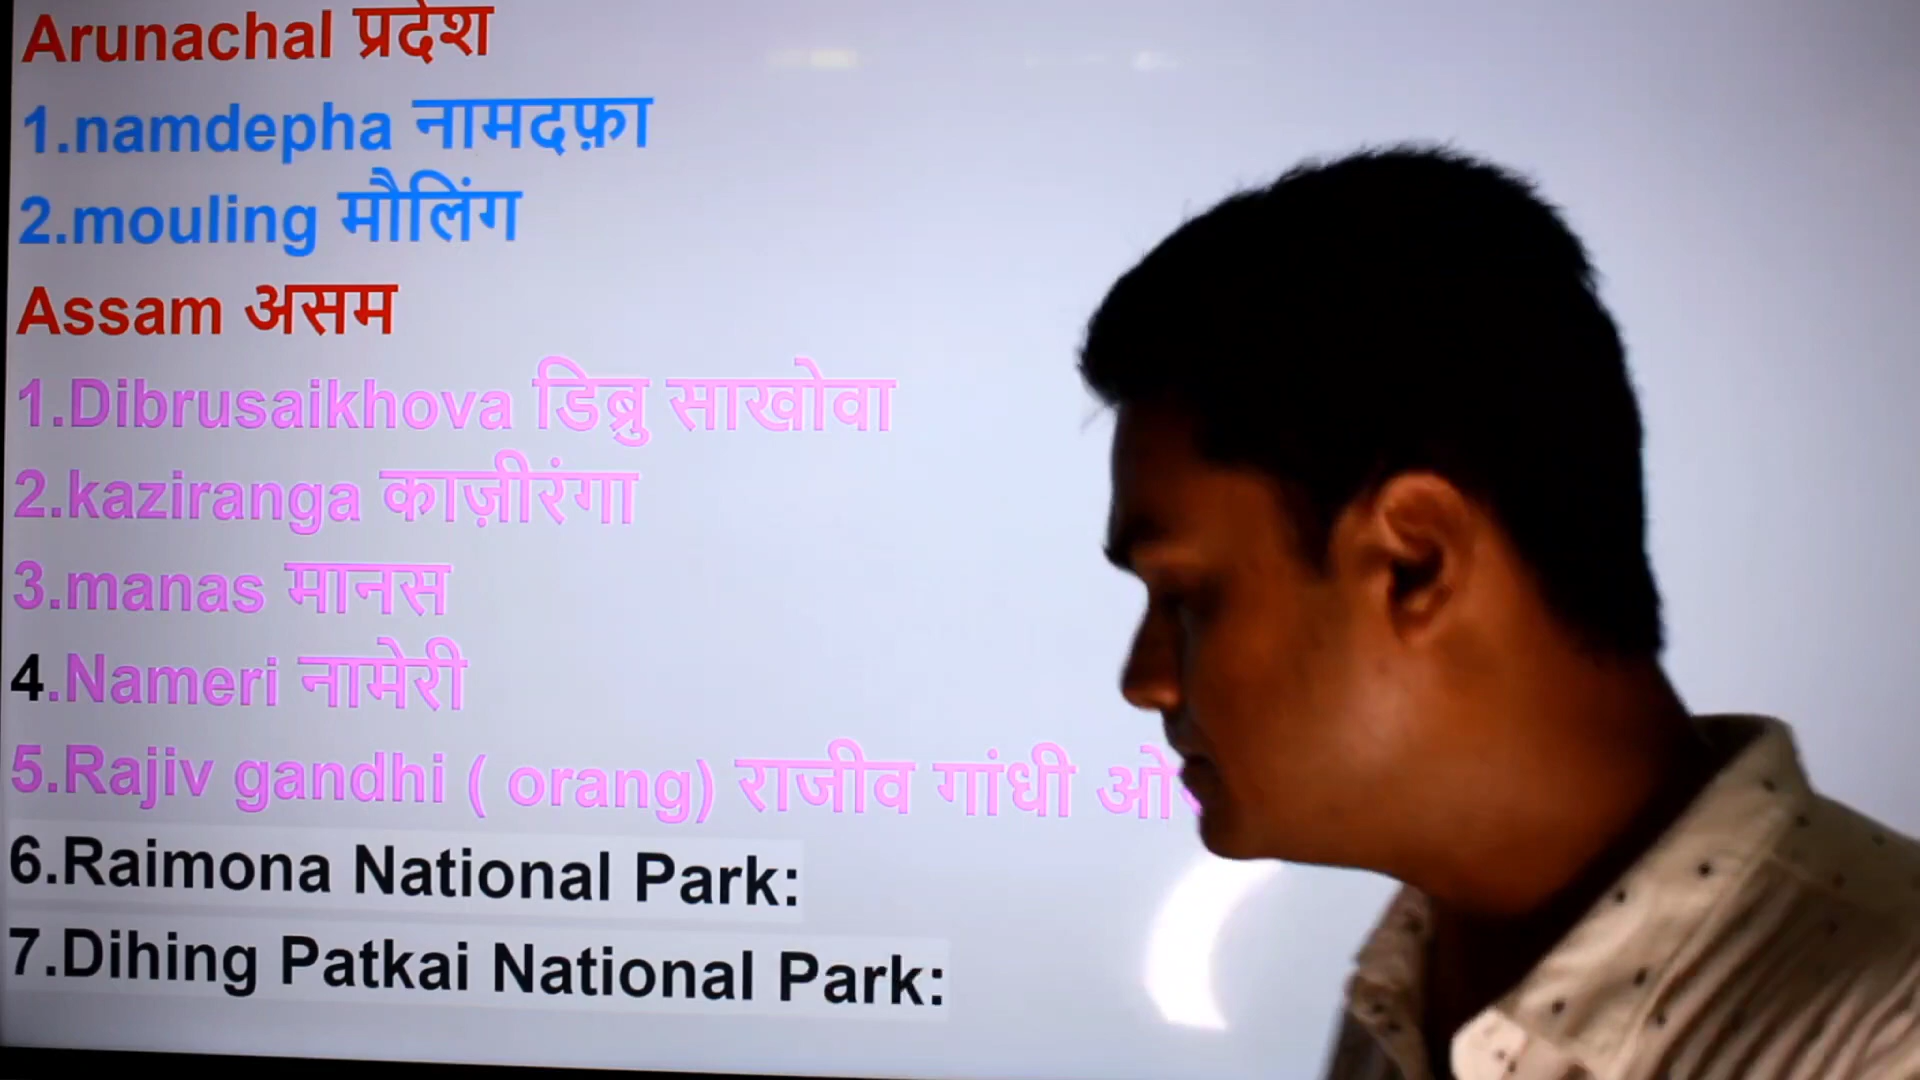 Arunachal प्रदेश
1.namdepha नामदफ़ा
2.mouling मौलिंग
Assam असम
1.Dibrusaikhova डिब्रु साखोवा
2.kaziranga काज़ीरंगा
3.manas मानस
4.Nameri नामेरी
5.Rajiv gandhi ( orang) राजीव गांधी
6.Raimona National Park:
7.Dihing Patkai National Park: